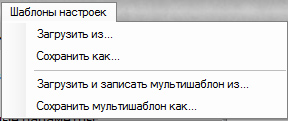 Шаблоны настроек
Загрузить из...
Сохранить как...
Загрузить и записать мультишаблон из...
Сохранить мультишаблон как...